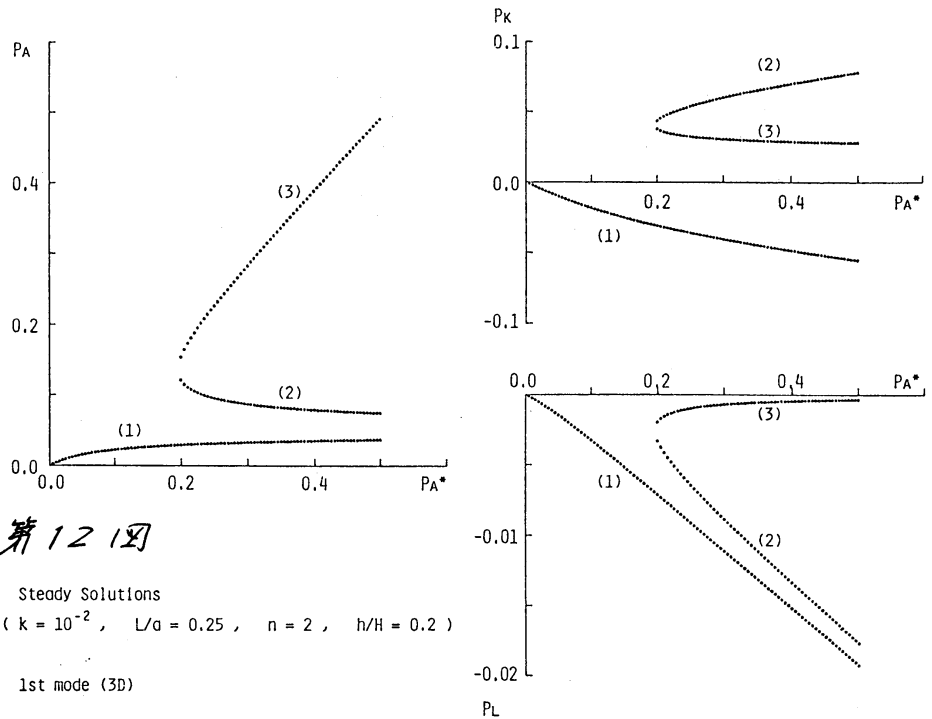 PA
0.4
0.2
0.0
0.0
0.2
0.4
PA*
(3)
(2)
(1)
PK
0.1
0.0
-0.1
0.2
0.4
PA*
(2)
(3)
(1)
0.0
0.2
0.4
PA*
-0.01
-0.02
PL
(3)
(1)
(2)
第12図
Steady Solutions
( k = 10⁻² , L/a = 0.25 , n = 2 , h/H = 0.2 )
1st mode (3D)